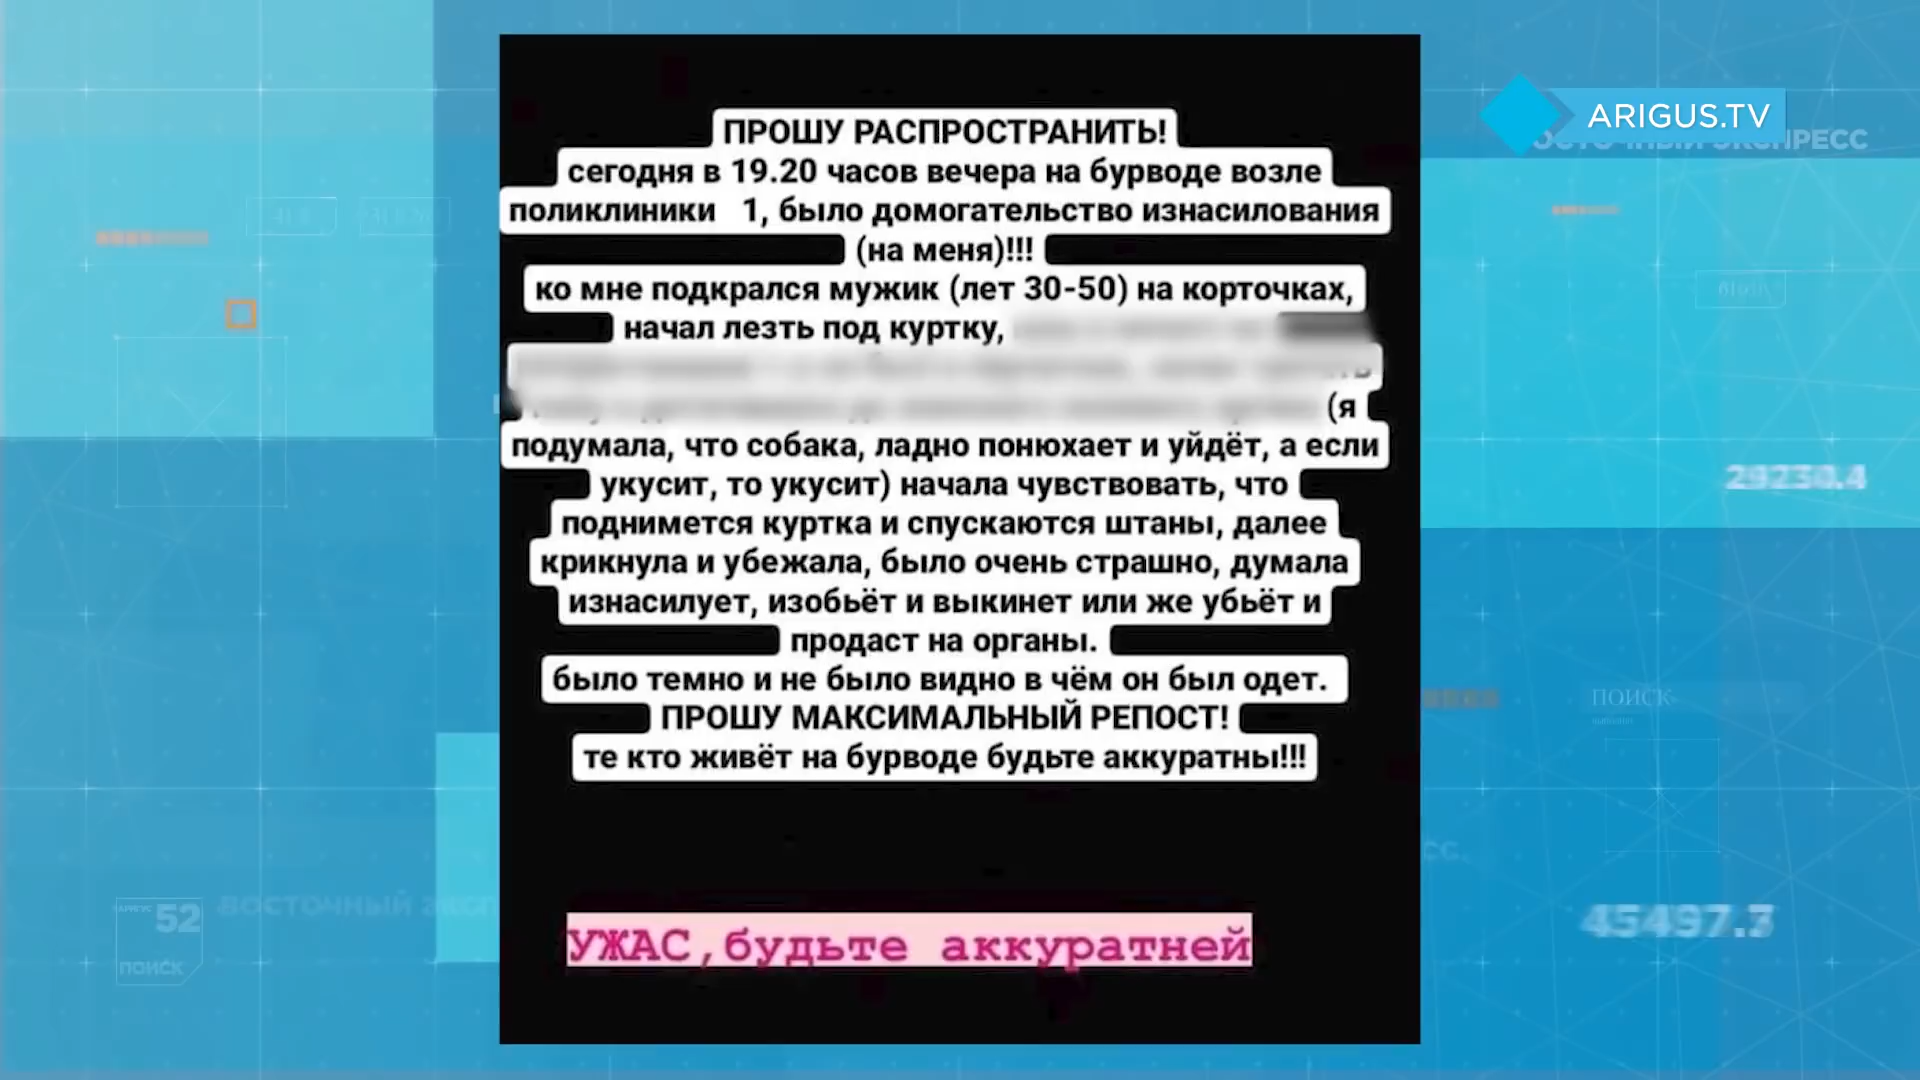 ARIGUS.TV
ПРОШУ РАСПРОСТРАНИТЬ!
сегодня в 19.20 часов вечера на бурводе возле
поликлиники 1, было домогательство изнасилования
(на меня)!!!
ко мне подкрался мужик (лет 30-50) на корточках,
начал лезть под куртку,
(я
подумала, что собака, ладно понюхает и уйдёт, а если
укусит, то укусит) начала чувствовать, что
поднимется куртка и спускаются штаны, далее
крикнула и убежала, было очень страшно, думала
изнасилует, изобьёт и выкинет или же убьёт и
продаст на органы.
было темно и не было видно в чём он был одет.
ПРОШУ МАКСИМАЛЬНЫЙ РЕПОСТ!
те кто живёт на бурводе будьте аккуратны!!!
УЖАС,будьте аккуратней
29230.4
ПОИСК
45497.3
52
ПОИСК